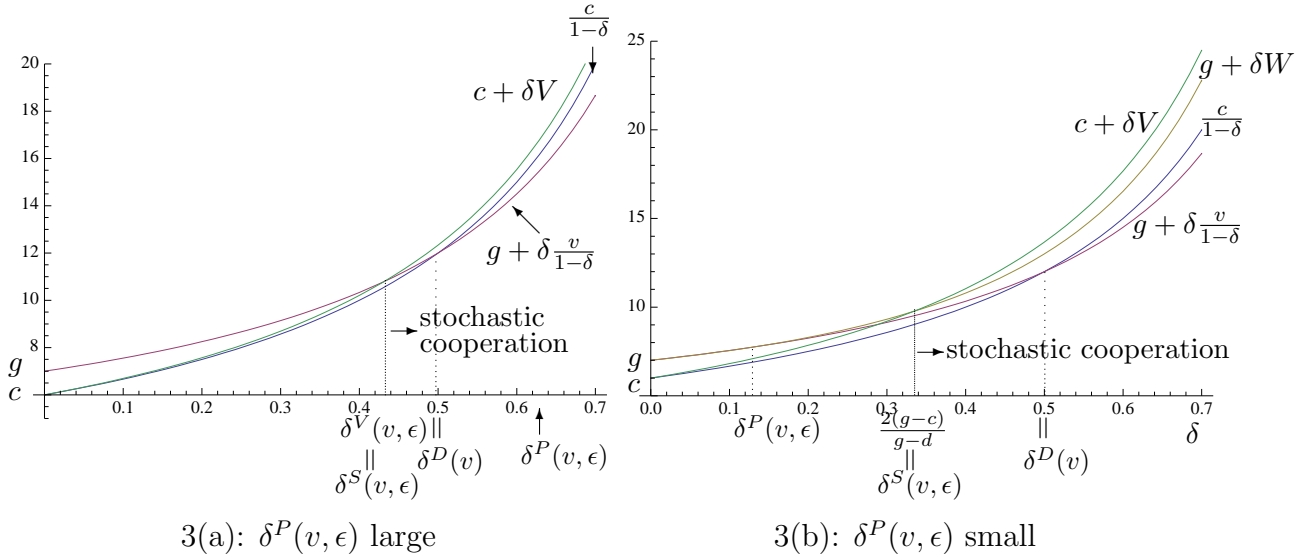 c/(1−δ)
20
18
16
14
12
10
8
g
c
c + δV
g + δ v/(1−δ)
stochastic
cooperation
0.1 0.2 0.3 0.4 0.5 0.6 0.7
δ^V(v, ϵ) ||
|| δ^D(v) δ^P(v, ϵ)
δ^S(v, ϵ)
3(a): δ^P(v, ϵ) large
25
20
15
10
g
c
g + δW
c + δV
c/(1−δ)
g + δ v/(1−δ)
stochastic cooperation
0.0 0.1 0.2 0.3 0.4 0.5 0.6 0.7
δ^P(v, ϵ) 2(g−c)/(g−d) || δ
|| δ^D(v)
δ^S(v, ϵ)
3(b): δ^P(v, ϵ) small